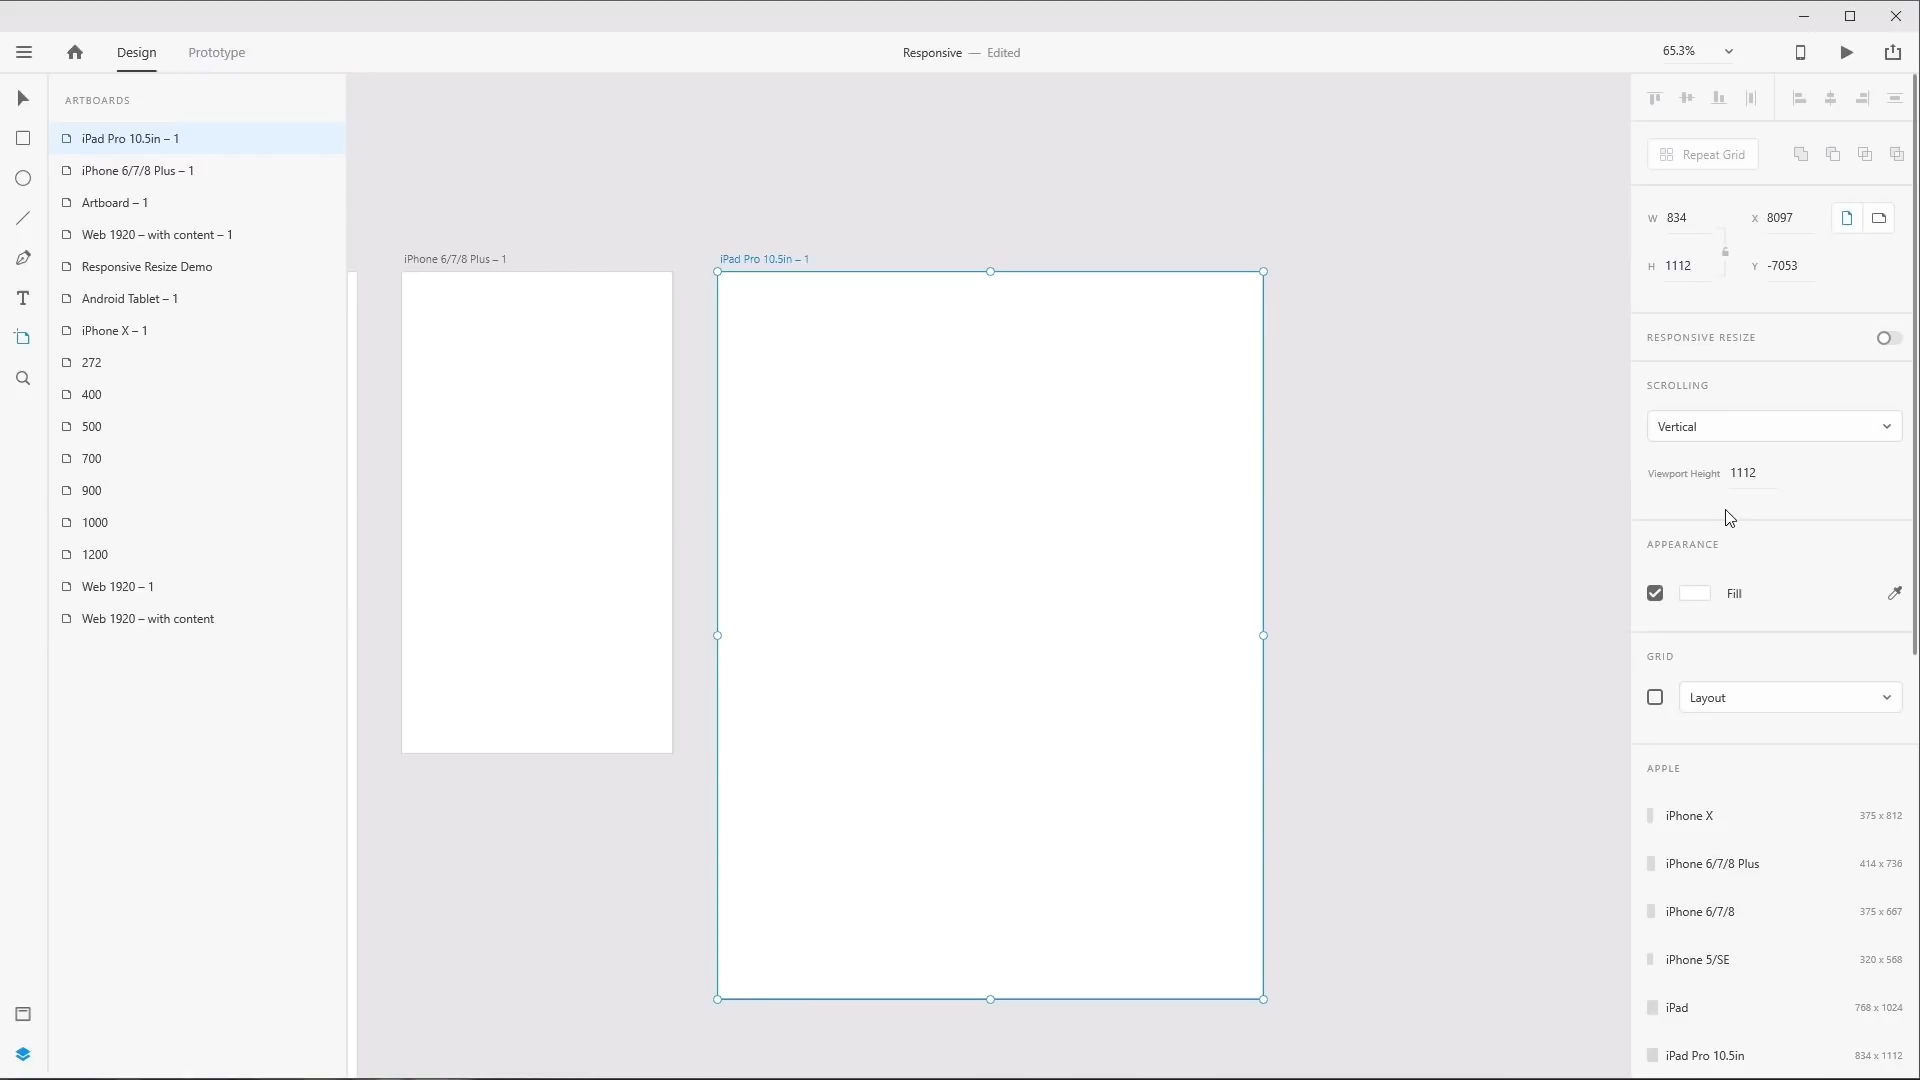 Design
Prototype
Responsive — Edited
65.3%
ARTBOARDS
iPad Pro 10.5in – 1
iPhone 6/7/8 Plus – 1
Artboard – 1
Web 1920 – with content – 1
Responsive Resize Demo
Android Tablet – 1
iPhone X – 1
272
400
500
700
900
1000
1200
Web 1920 – 1
Web 1920 – with content
iPhone 6/7/8 Plus – 1
iPad Pro 10.5in – 1
Repeat Grid
W 834
X 8097
H 1112
Y -7053
RESPONSIVE RESIZE
SCROLLING
Vertical
Viewport Height 1112
APPEARANCE
Fill
GRID
Layout
APPLE
iPhone X 375 x 812
iPhone 6/7/8 Plus 414 x 736
iPhone 6/7/8 375 x 667
iPhone 5/SE 320 x 568
iPad 768 x 1024
iPad Pro 10.5in 834 x 1112